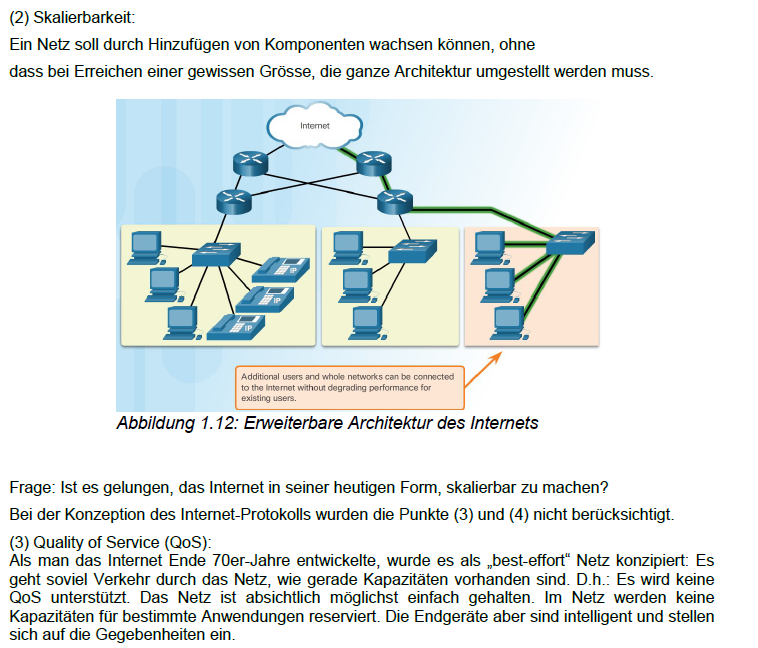 (2) Skalierbarkeit:
Ein Netz soll durch Hinzufügen von Komponenten wachsen können, ohne
dass bei Erreichen einer gewissen Grösse, die ganze Architektur umgestellt werden muss.
Internet
IP
IP
IP
Additional users and whole networks can be connected
to the Internet without degrading performance for
existing users.
Abbildung 1.12: Erweiterbare Architektur des Internets
Frage: Ist es gelungen, das Internet in seiner heutigen Form, skalierbar zu machen?
Bei der Konzeption des Internet-Protokolls wurden die Punkte (3) und (4) nicht berücksichtigt.
(3) Quality of Service (QoS):
Als man das Internet Ende 70er-Jahre entwickelte, wurde es als „best-effort“ Netz konzipiert: Es
geht soviel Verkehr durch das Netz, wie gerade Kapazitäten vorhanden sind. D.h.: Es wird keine
QoS unterstützt. Das Netz ist absichtlich möglichst einfach gehalten. Im Netz werden keine
Kapazitäten für bestimmte Anwendungen reserviert. Die Endgeräte aber sind intelligent und stellen
sich auf die Gegebenheiten ein.